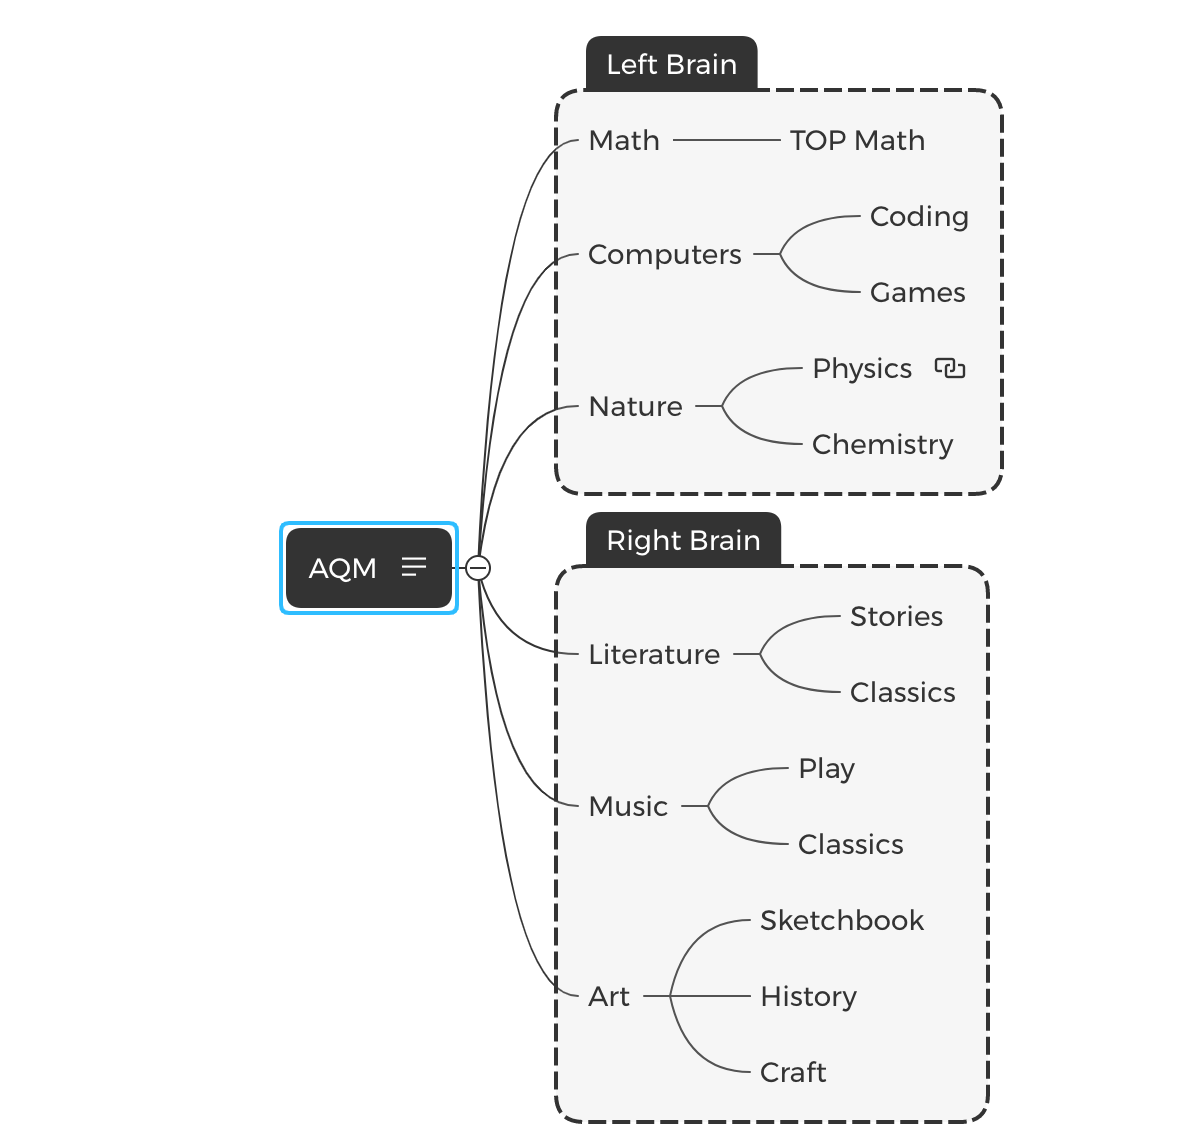 Left Brain
Math
TOP Math
Computers
Coding
Games
Nature
Physics
Chemistry
AQM
Right Brain
Literature
Stories
Classics
Music
Play
Classics
Art
Sketchbook
History
Craft